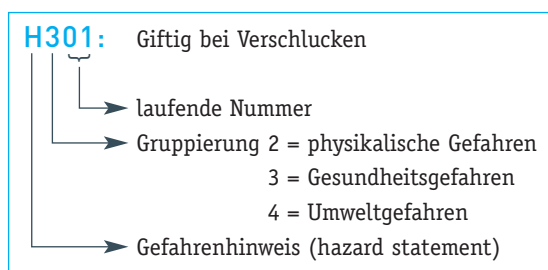 H301: Giftig bei Verschlucken
laufende Nummer
Gruppierung 2 = physikalische Gefahren
3 = Gesundheitsgefahren
4 = Umweltgefahren
Gefahrenhinweis (hazard statement)